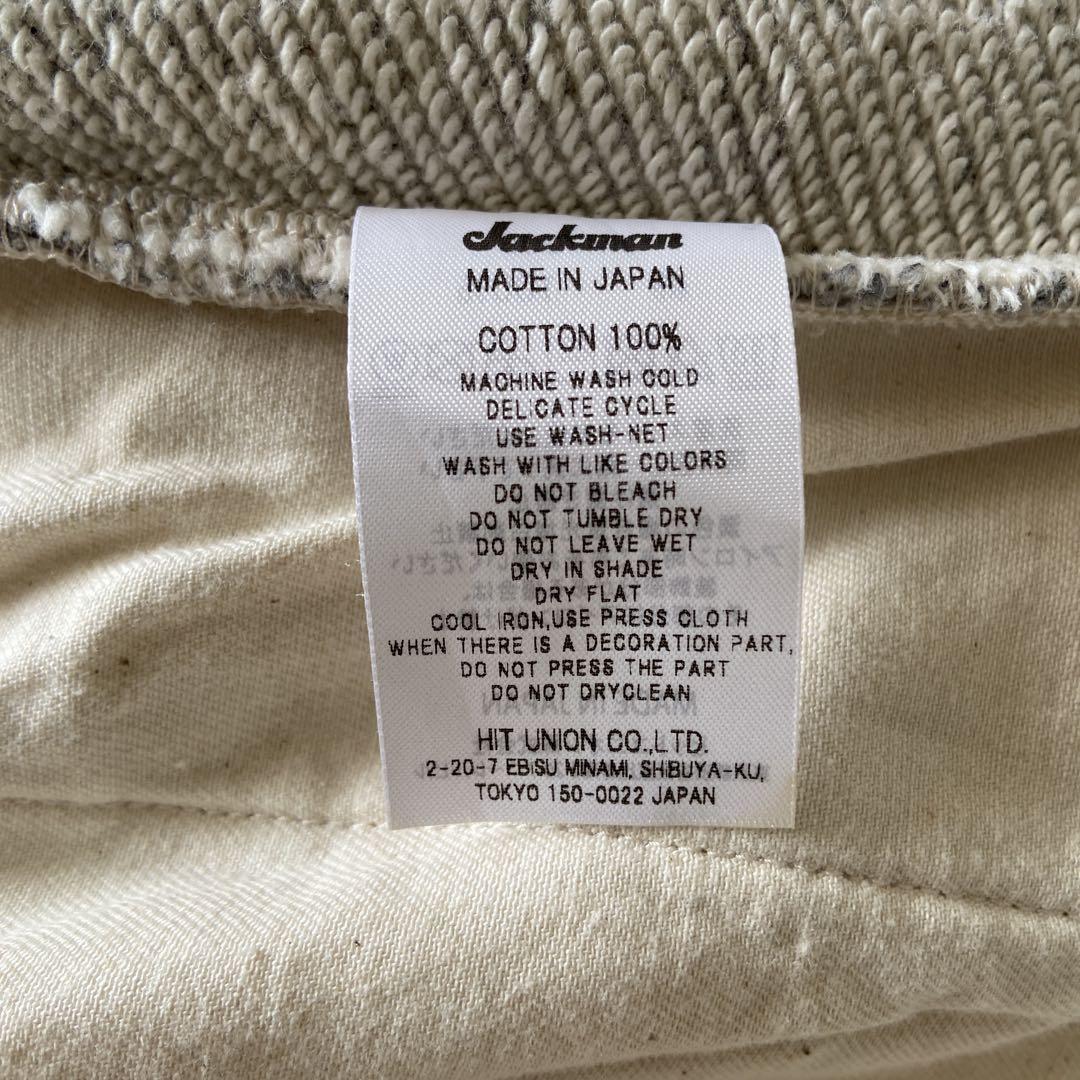 Jackman
MADE IN JAPAN
COTTON 100%
MACHINE WASH COLD
DELICATE CYCLE
USE WASH-NET
WASH WITH LIKE COLORS
DO NOT BLEACH
DO NOT TUMBLE DRY
DO NOT LEAVE WET
DRY IN SHADE
DRY FLAT
COOL IRON,USE PRESS CLOTH
WHEN THERE IS A DECORATION PART,
DO NOT PRESS THE PART
DO NOT DRYCLEAN
HIT UNION CO.,LTD.
2-20-7 EBISU MINAMI, SHIBUYA-KU,
TOKYO 150-0022 JAPAN